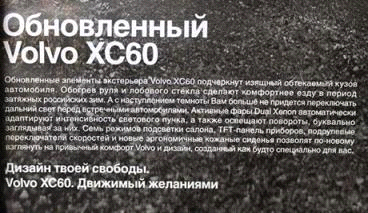 Обновленный
Volvo XC60
Обновленные элементы экстерьера Volvo XC60 подчеркнут изящный обтекаемый кузов
автомобиля. Обогрев руля и лобового стекла сделают комфортнее езду в период
затяжных российских зим. А с наступлением темноты Вам больше не придется переключать
дальний свет перед встречными автомобилями. Активные фары Dual Xenon автоматически
адаптируют интенсивность светового пучка, а также освещают повороты, буквально
заглядывая за них. Семь режимов подсветки салона, TFT-панель приборов, подрулевые
переключатели скоростей и новые эргономичные кожаные сиденья позволят по-новому
взглянуть на привычный комфорт Volvo и дизайн, созданный как будто специально для вас.
Дизайн твоей свободы.
Volvo XC60. Движимый желаниями